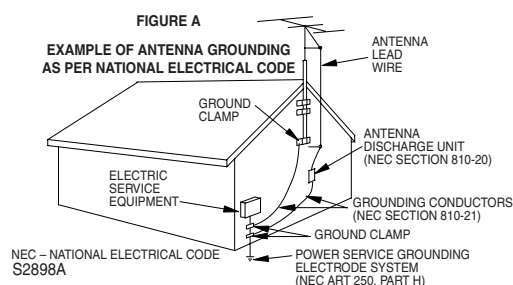 FIGURE A
EXAMPLE OF ANTENNA GROUNDING
AS PER NATIONAL ELECTRICAL CODE
ANTENNA
LEAD
WIRE
GROUND
CLAMP
ANTENNA
DISCHARGE UNIT
(NEC SECTION 810-20)
ELECTRIC
SERVICE
EQUIPMENT
GROUNDING CONDUCTORS
(NEC SECTION 810-21)
GROUND CLAMP
POWER SERVICE GROUNDING
ELECTRODE SYSTEM
(NEC ART 250, PART H)
NEC – NATIONAL ELECTRICAL CODE
S2898A